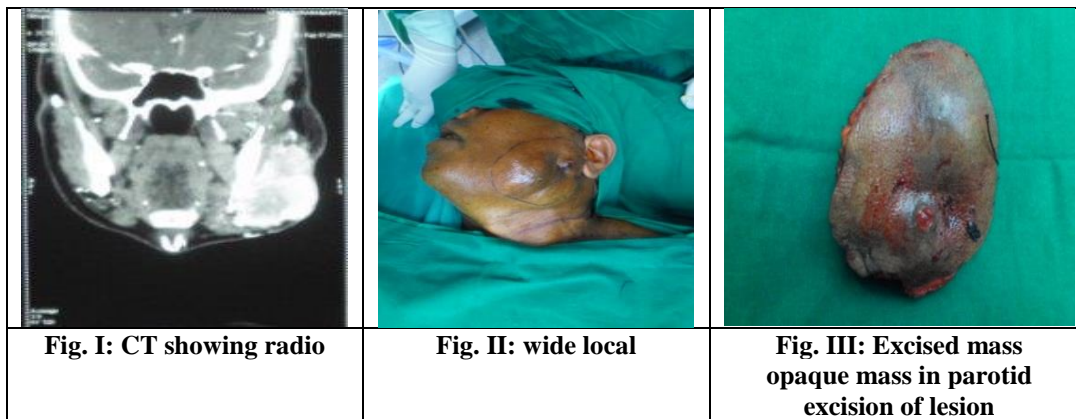 Fig. I: CT showing radio
Fig. II: wide local
Fig. III: Excised mass
opaque mass in parotid
excision of lesion